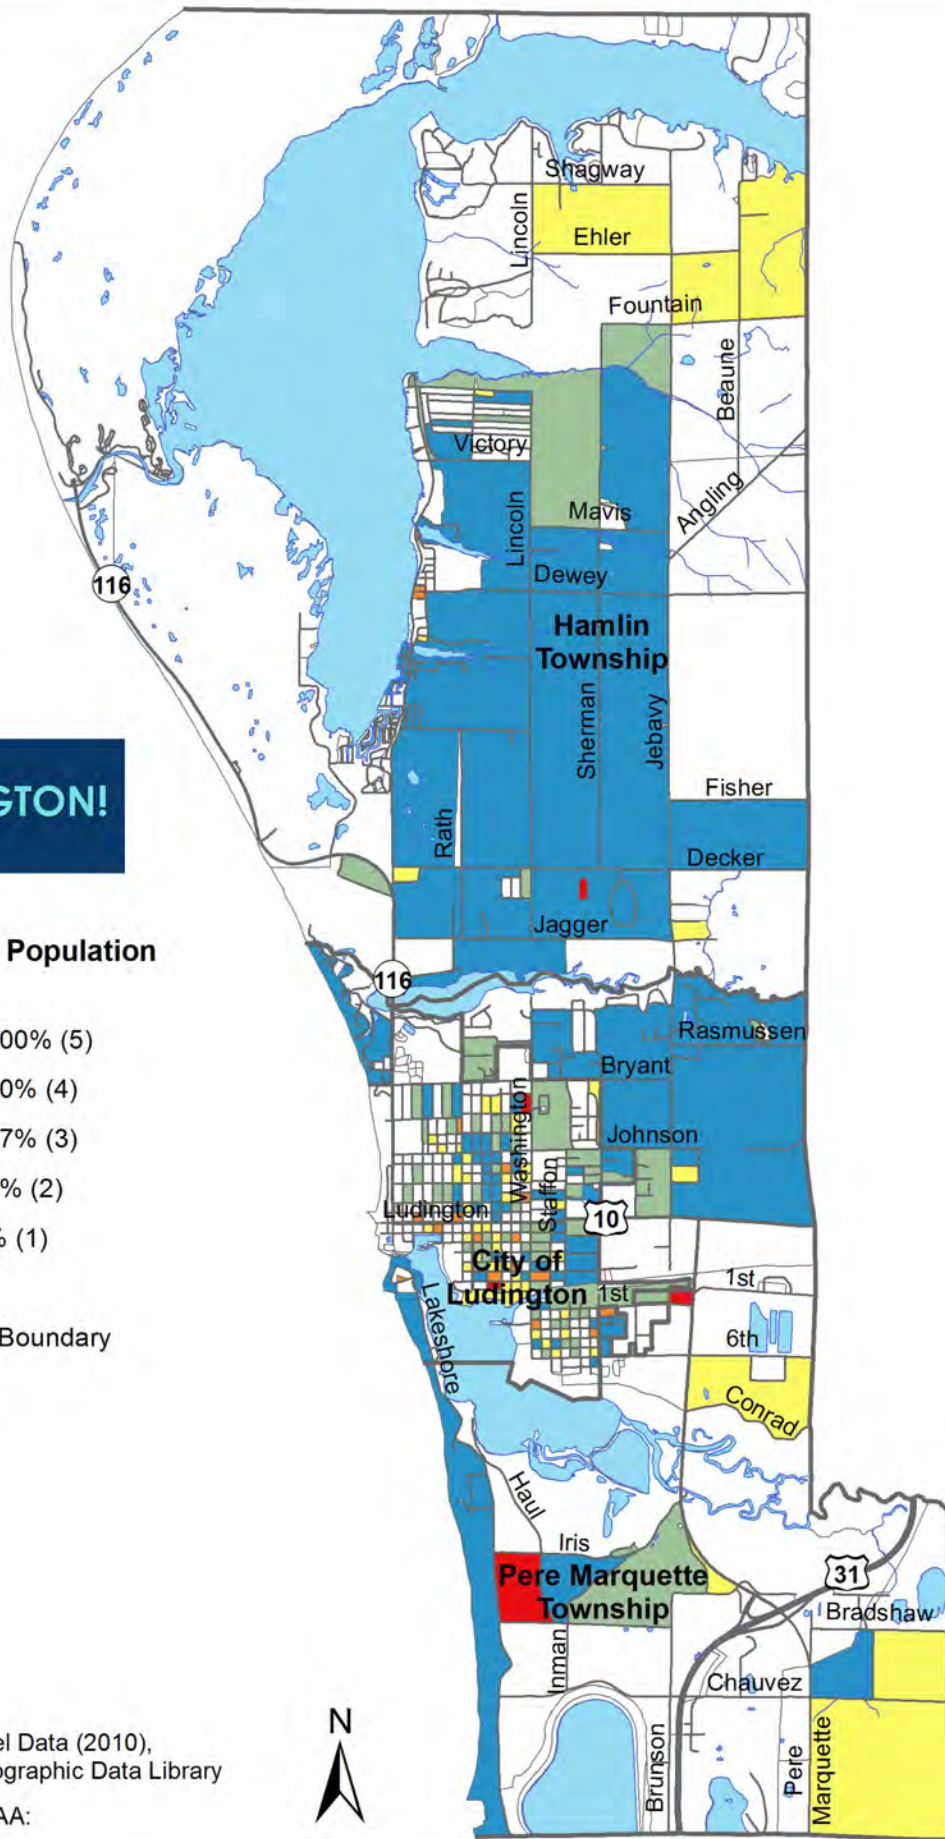 Shagway
Lincoln
Ehler
Fountain
Beaune
Victory
Angling
Mavis
Lincoln
Dewey
116
Hamlin
Township
Sherman
Jebavy
GTON!
Fisher
Rath
Decker
Jagger
Population
116
00% (5)
Rasmussen
0% (4)
Bryant
7% (3)
Washington
Johnson
% (2)
Staffon
Ludington
10
% (1)
City of
Ludington
1st
1st
Lakeshore
6th
Boundary
Conrad
Haul
Iris
Pere Marquette
Township
31
Bradshaw
Inman
Chauvez
N
Brunson
Pere
Marquette
el Data (2010),
ographic Data Library
AA: